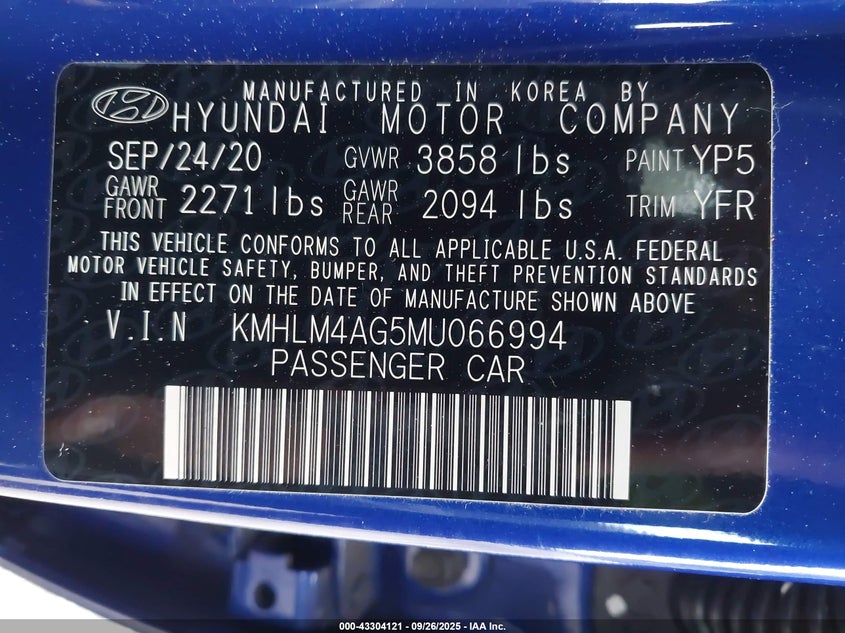 MANUFACTURED IN KOREA BY
HYUNDAI MOTOR COMPANY
SEP/24/20 GVWR 3858 lbs PAINT YP5
GAWR FRONT 2271 lbs GAWR REAR 2094 lbs TRIM YFR
THIS VEHICLE CONFORMS TO ALL APPLICABLE U.S.A. FEDERAL
MOTOR VEHICLE SAFETY, BUMPER, AND THEFT PREVENTION STANDARDS
IN EFFECT ON THE DATE OF MANUFACTURE SHOWN ABOVE
V.I.N KMHLM4AG5MU066994
PASSENGER CAR
000-43304121 - 09/26/2025 - IAA Inc.